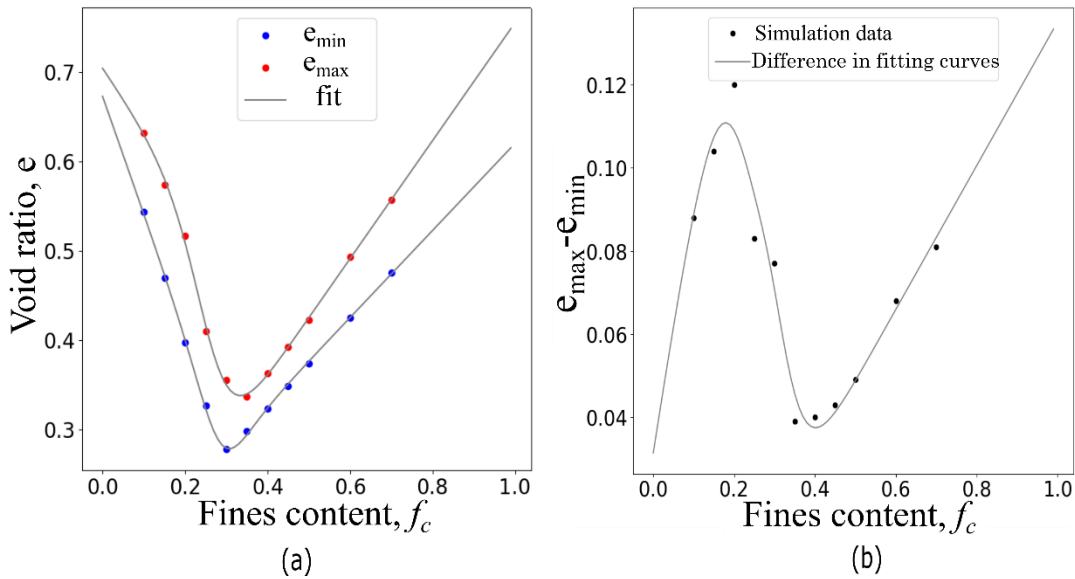 e_min
e_max
fit
0.7
0.6
0.5
0.4
0.3
Void ratio, e
0.0 0.2 0.4 0.6 0.8 1.0
Fines content, f_c
(a)
Simulation data
Difference in fitting curves
0.12
0.10
0.08
0.06
0.04
e_max-e_min
0.0 0.2 0.4 0.6 0.8 1.0
Fines content, f_c
(b)